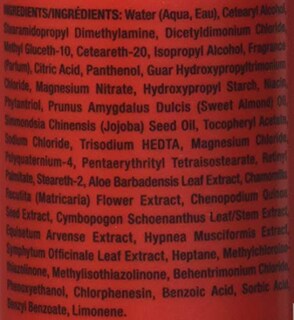 INGREDIENTS/INGRÉDIENTS: Water (Aqua, Eau), Cetearyl Alcohol,
Stearamidopropyl Dimethylamine, Dicetyldimonium Chloride,
Methyl Gluceth-10, Ceteareth-20, Isopropyl Alcohol, Fragrance
(Parfum), Citric Acid, Panthenol, Guar Hydroxypropyltrimonium
Chloride, Magnesium Nitrate, Hydroxypropyl Starch, Niacin,
Phytantriol, Prunus Amygdalus Dulcis (Sweet Almond) Oil,
Simmondsia Chinensis (Jojoba) Seed Oil, Tocopheryl Acetate,
Sodium Chloride, Trisodium HEDTA, Magnesium Chloride,
Polyquaternium-4, Pentaerythrityl Tetraisostearate, Retinyl
Palmitate, Steareth-2, Aloe Barbadensis Leaf Extract, Chamomilla
Recutita (Matricaria) Flower Extract, Chenopodium Quinoa
Seed Extract, Cymbopogon Schoenanthus Leaf/Stem Extract,
Equisetum Arvense Extract, Hypnea Musciformis Extract,
Symphytum Officinale Leaf Extract, Heptane, Methylchloroiso-
thiazolinone, Methylisothiazolinone, Behentrimonium Chloride,
Phenoxyethanol, Chlorphenesin, Benzoic Acid, Sorbic Acid,
Benzyl Benzoate, Limonene.